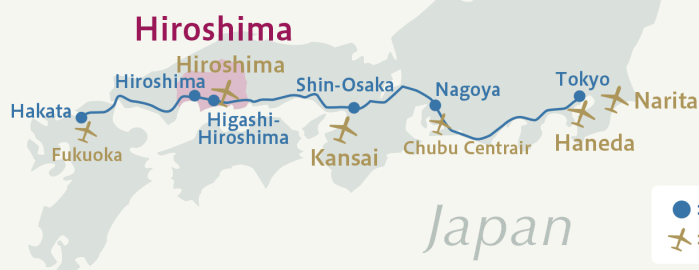 Hiroshima
Hiroshima
Hiroshima
Shin-Osaka
Nagoya
Tokyo
Narita
Hakata
Higashi-
Hiroshima
Fukuoka
Kansai
Chubu Centrair
Haneda
Japan